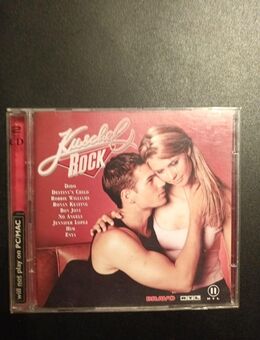 2
CD
will not play on PC/MAC
Kuschel
ROCK
DIDO
DESTINY'S CHILD
ROBBIE WILLIAMS
RONAN KEATING
BON JOVI
NO ANGELS
JENNIFER LOPEZ
HIM
ENYA
BRAVO
RTL
II
RTL